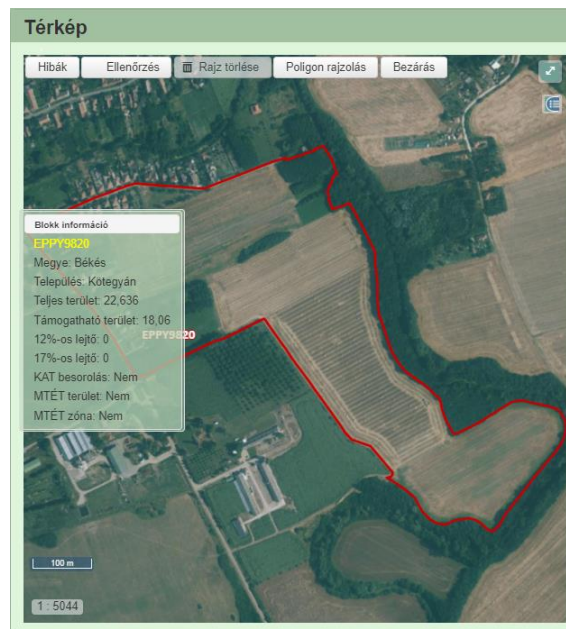 Térkép
Hibák Ellenőrzés Rajz törlése Poligon rajzolás Bezárás
Blokk információ
EPPY9820
Megye: Békés
Település: Kötegyán
Teljes terület: 22,636
Támogatható terület: 18,06
12%-os lejtő: 0
EPPY9820
17%-os lejtő: 0
KAT besorolás: Nem
MTÉT terület: Nem
MTÉT zóna: Nem
100 m
1 : 5044